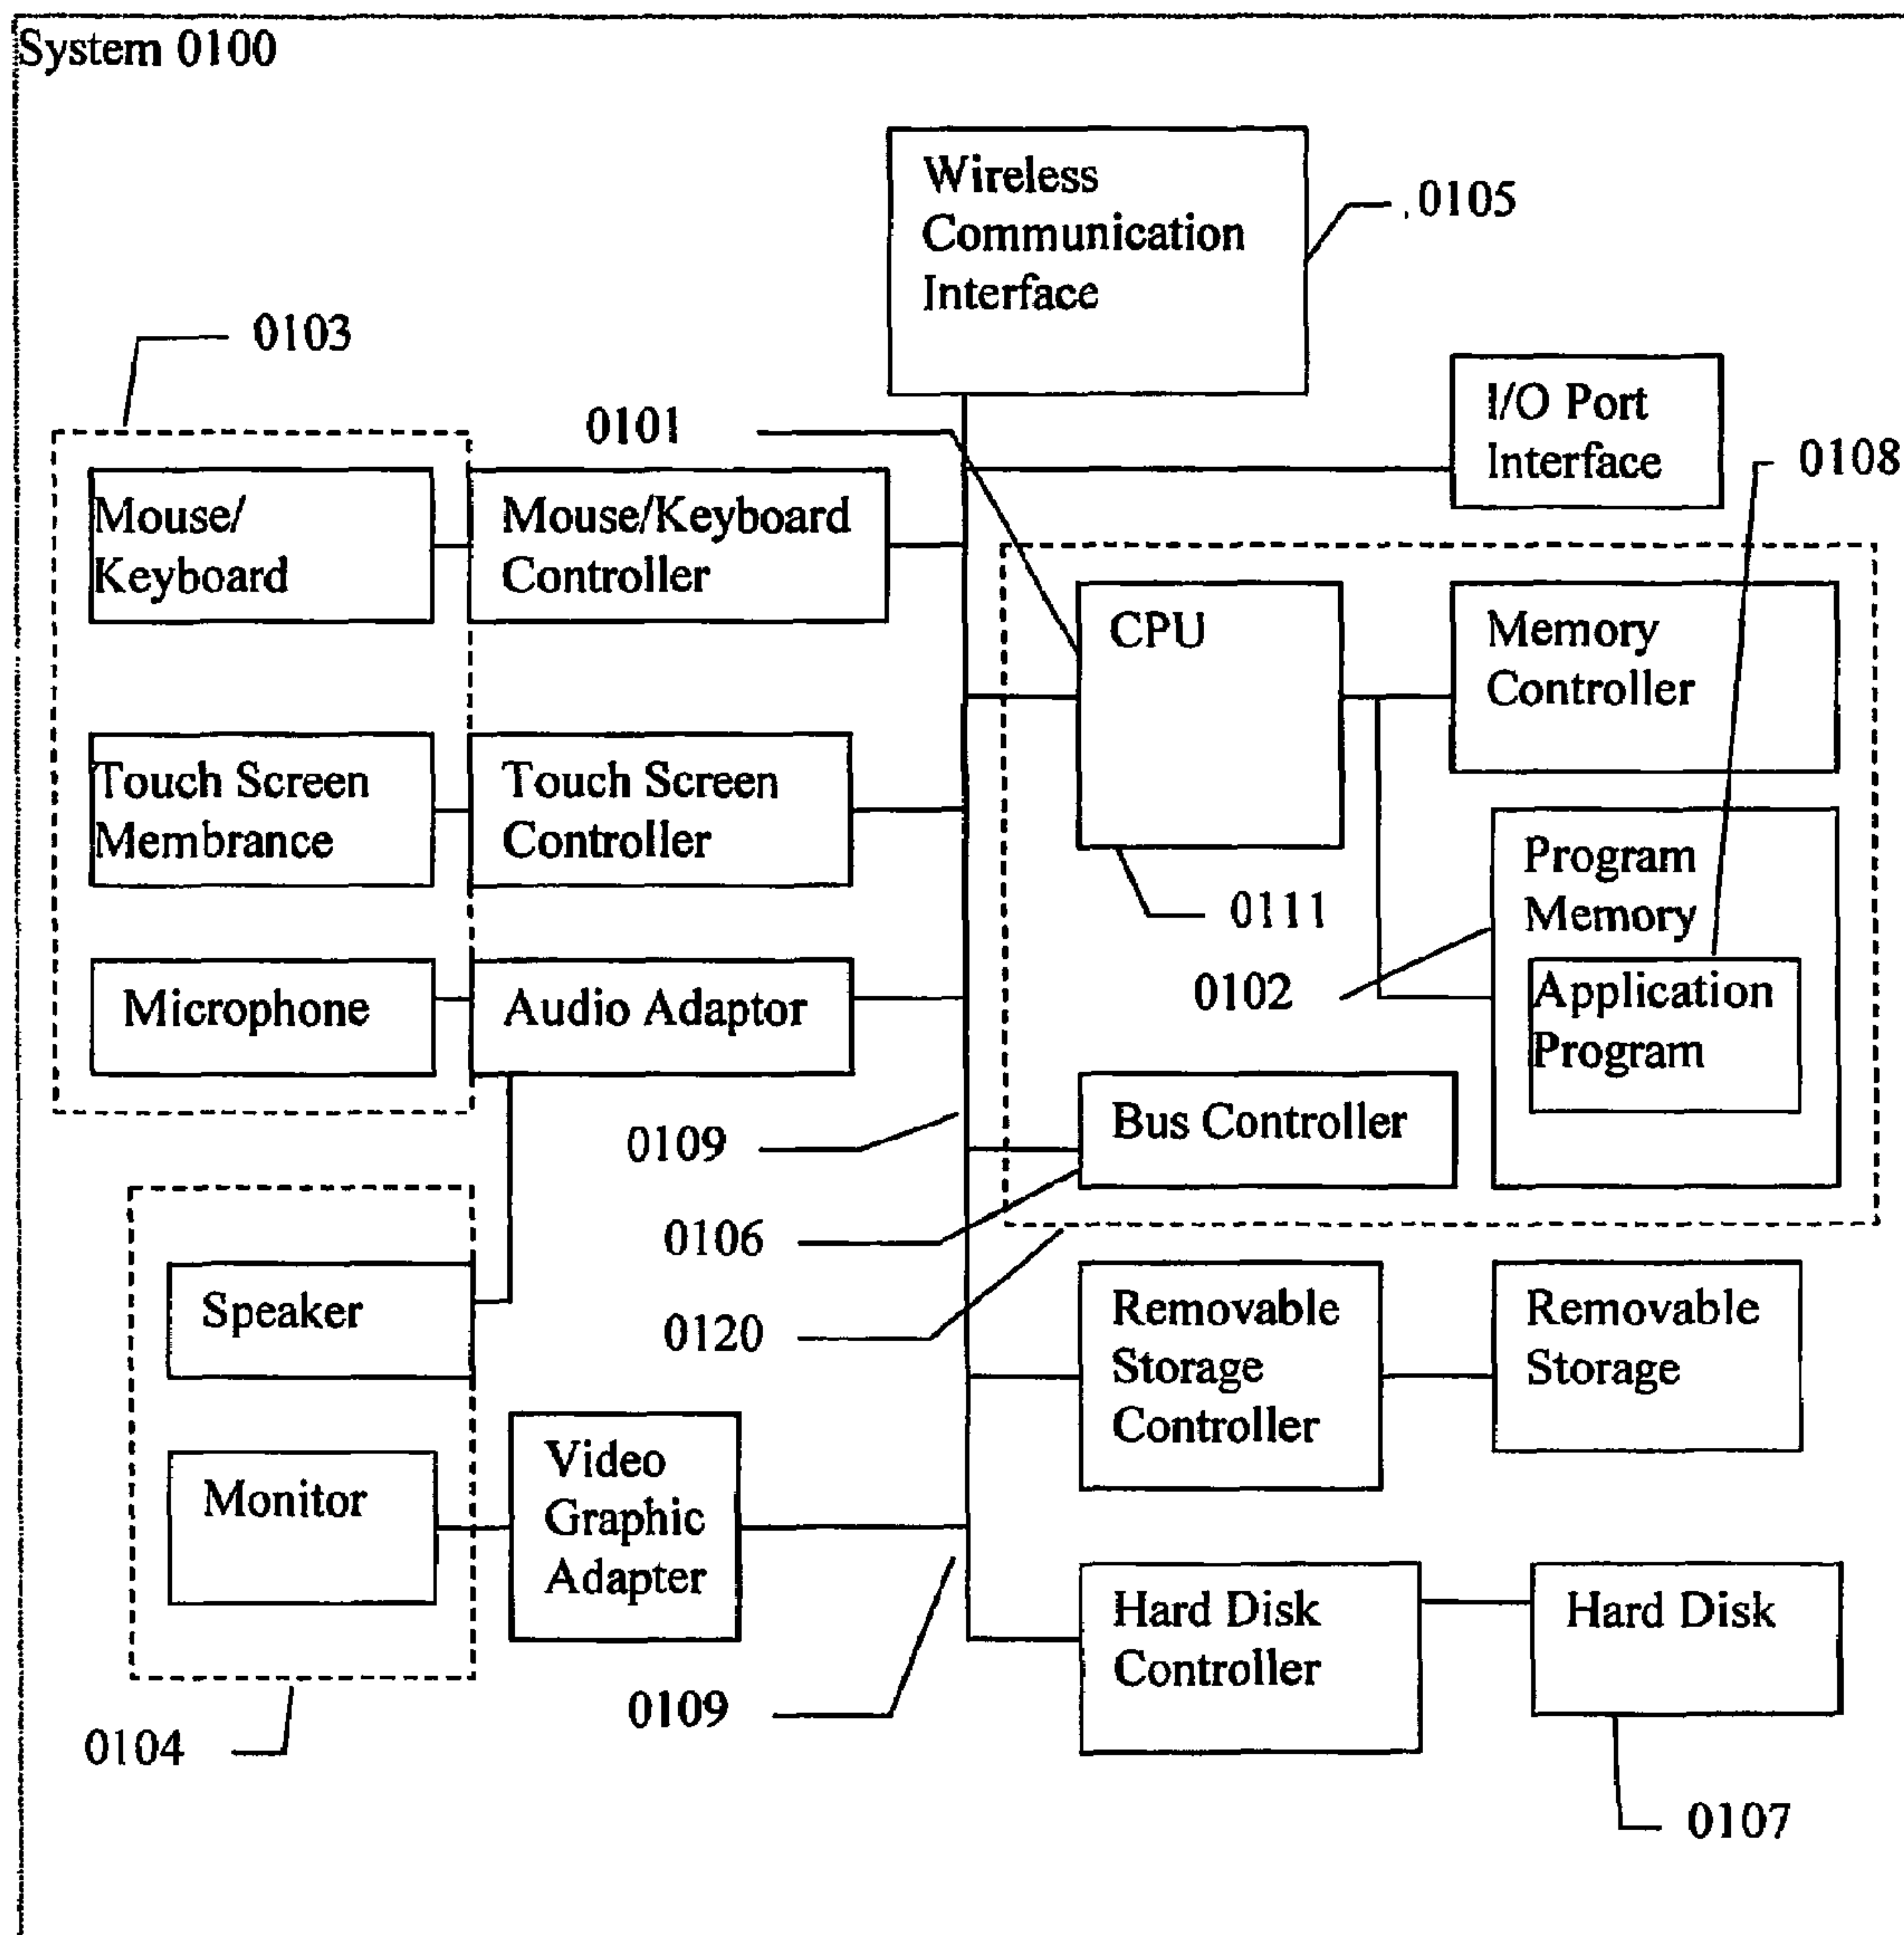 System 0100
Wireless
Communication
Interface
.0105
0103
I/O Port
Interface
0101
0108
Mouse/
Keyboard
Mouse/Keyboard
Controller
CPU
Memory
Controller
Touch Screen
Membrance
Touch Screen
Controller
Program
Memory
0111
0102
Application
Program
Microphone
Audio Adaptor
Bus Controller
0109
0106
Speaker
0120
Removable
Storage
Controller
Removable
Storage
Monitor
Video
Graphic
Adapter
Hard Disk
Controller
Hard Disk
0109
0104
0107